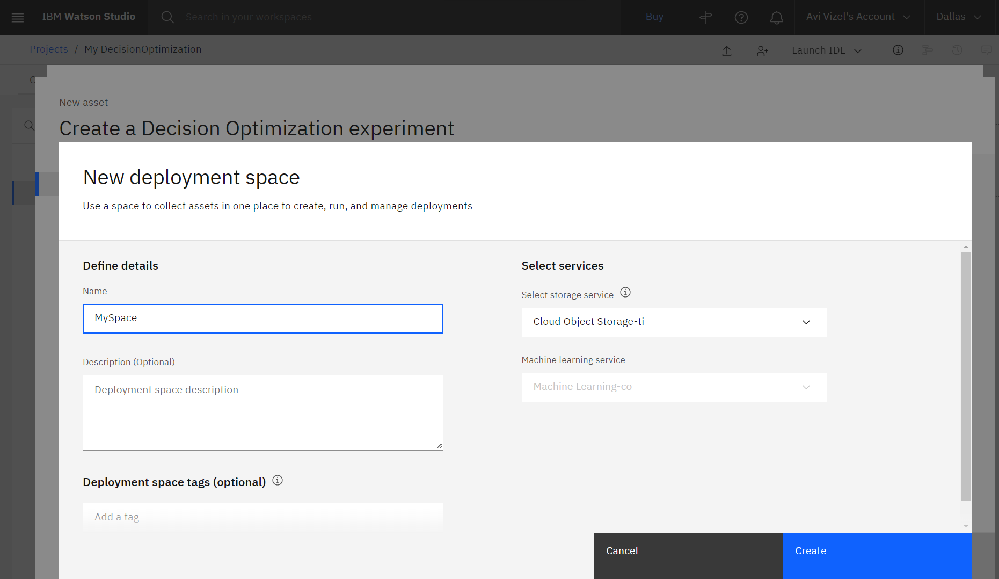 IBM Watson Studio
Search in your workspaces
Buy
Avi Vizel's Account
Dallas
Projects / My DecisionOptimization
Launch IDE
New asset
Create a Decision Optimization experiment
New deployment space
Use a space to collect assets in one place to create, run, and manage deployments
Define details
Name
MySpace
Description (Optional)
Deployment space description
Deployment space tags (optional)
Add a tag
Select services
Select storage service
Cloud Object Storage-ti
Machine learning service
Machine Learning-co
Cancel
Create